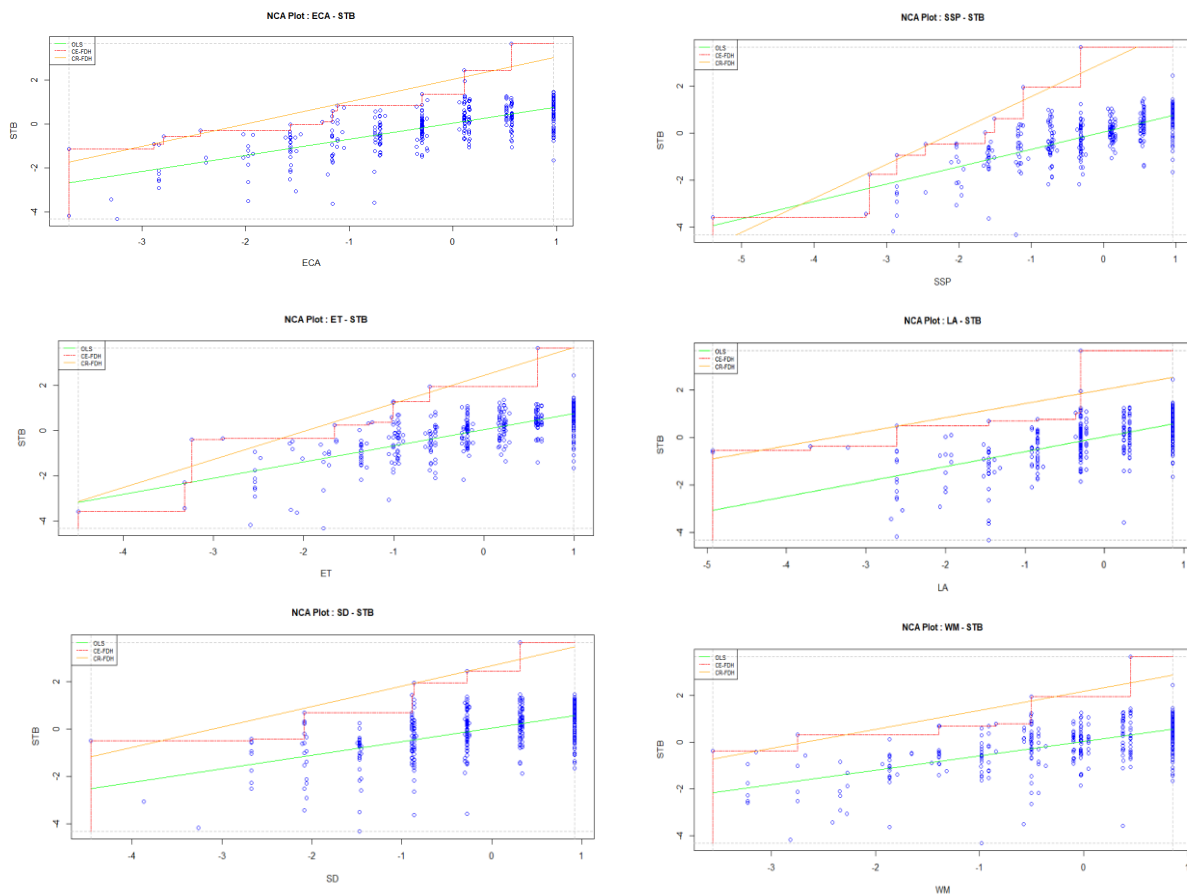 NCA Plot : ECA - STB
OLS
CE-FDH
CR-FDH
STB
2
0
-2
-4
-3
-2
-1
0
1
ECA
NCA Plot : SSP - STB
OLS
CE-FDH
CR-FDH
STB
2
0
-2
-4
-5
-4
-3
-2
-1
0
1
SSP
NCA Plot : ET - STB
OLS
CE-FDH
CR-FDH
STB
2
0
-2
-4
-4
-3
-2
-1
0
1
ET
NCA Plot : LA - STB
OLS
CE-FDH
CR-FDH
STB
2
0
-2
-4
-5
-4
-3
-2
-1
0
1
LA
NCA Plot : SD - STB
OLS
CE-FDH
CR-FDH
STB
2
0
-2
-4
-4
-3
-2
-1
0
1
SD
NCA Plot : WM - STB
OLS
CE-FDH
CR-FDH
STB
2
0
-2
-4
-3
-2
-1
0
1
WM